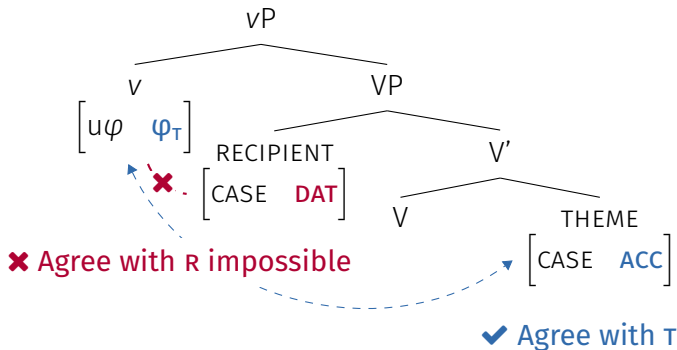 vP
v VP
[uφ φT]
RECIPIENT V’
[CASE DAT] V THEME
✖ Agree with R impossible [CASE ACC]
✔ Agree with T